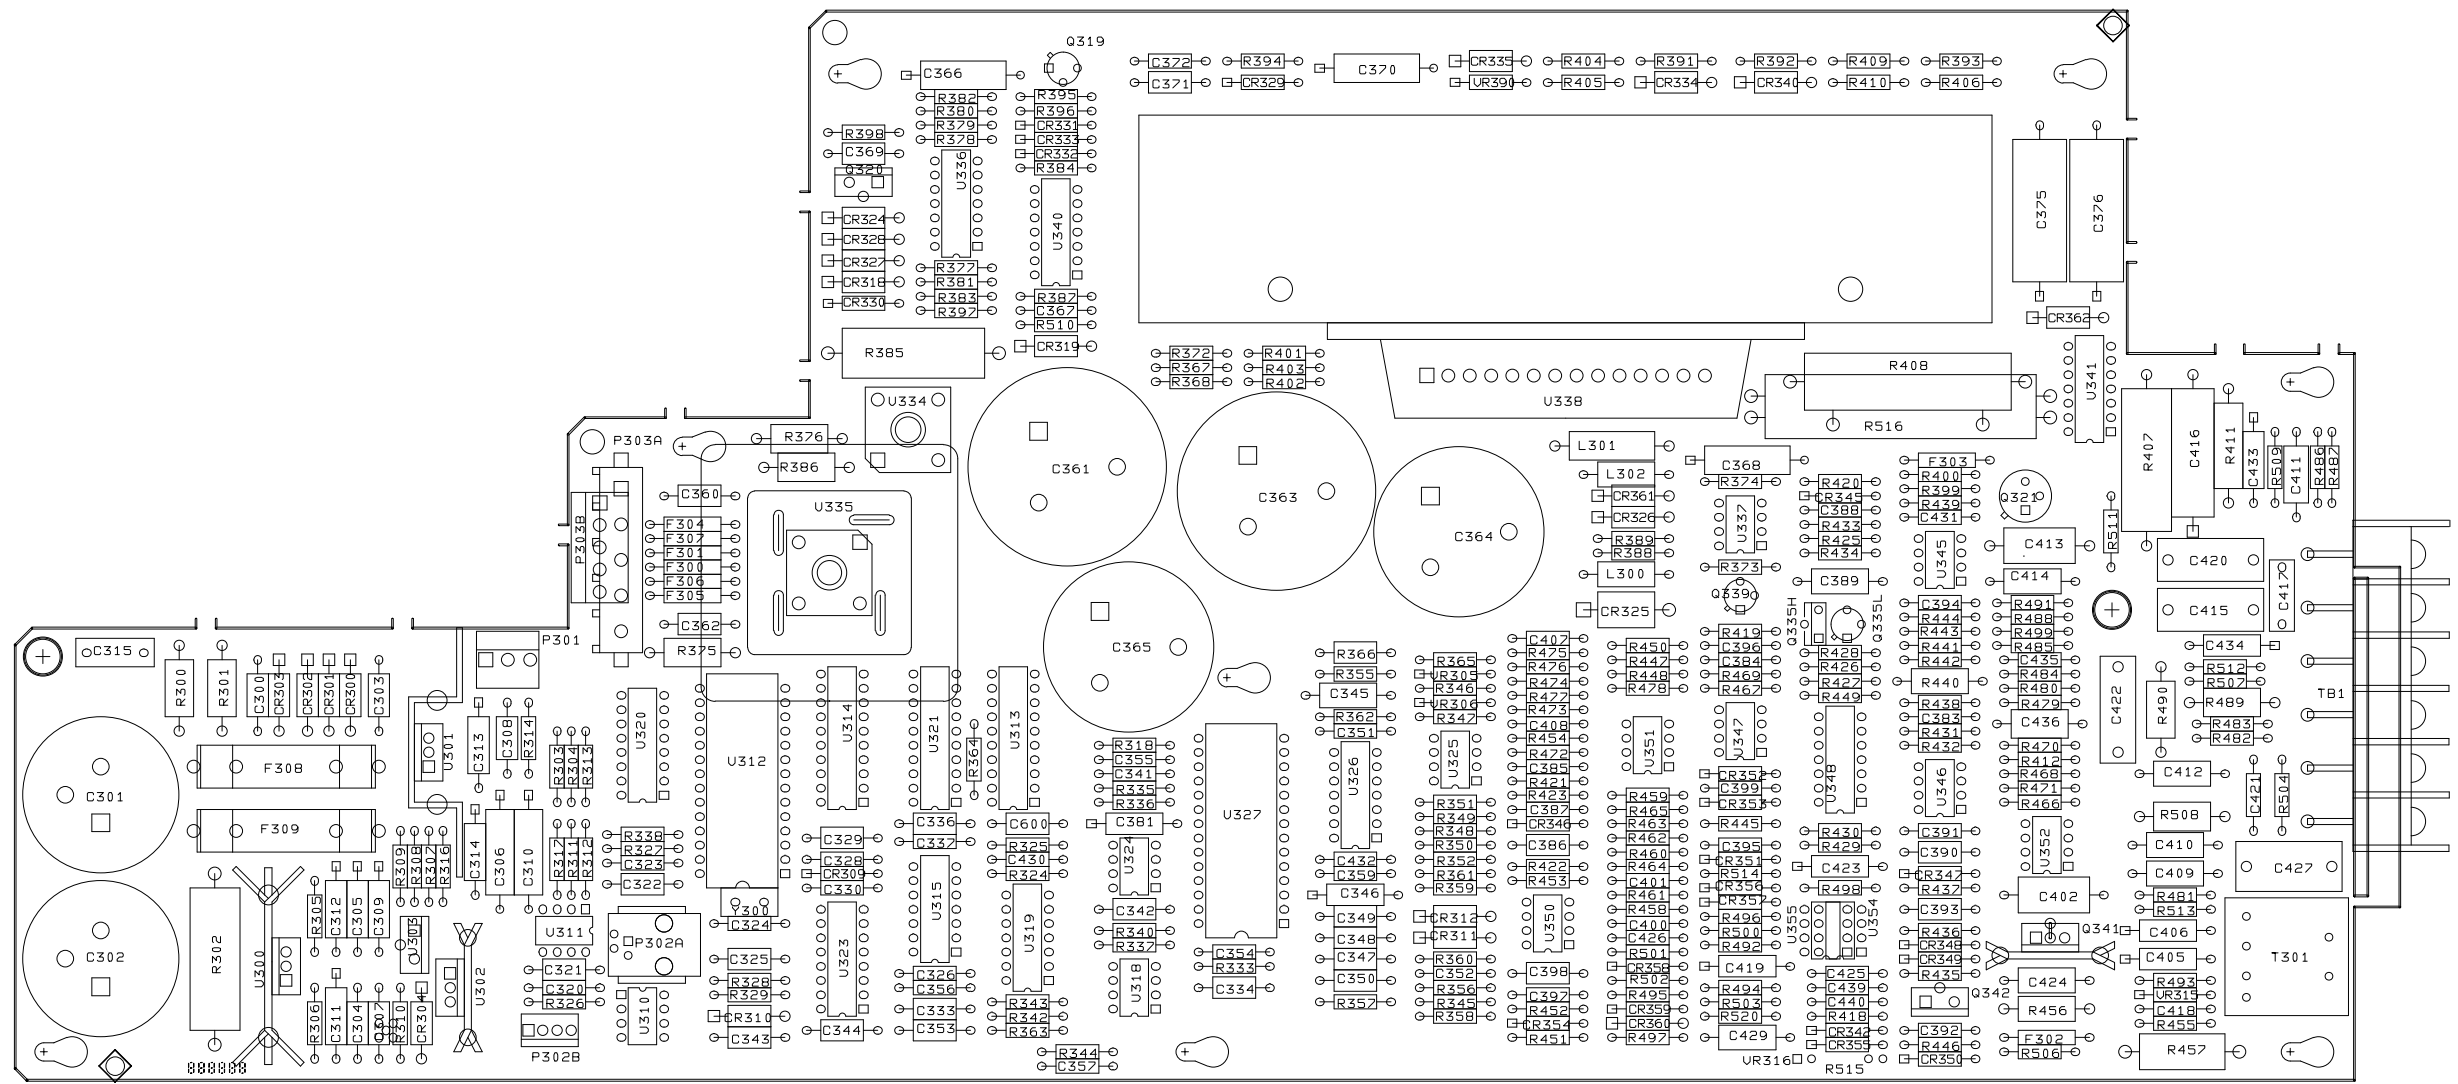 Q319
C372 R394 C370 CR335 R404 R391 R392 R409 R393
C366
C371 CR329 VR390 R405 CR334 CR340 R410 R406
R382 R395
R380 R396
R379 CR331
R398 R378 CR333
C369 CR332
Q320 U336 R384
CR324 U340 C375 C376
CR328
CR327 R377
CR318 R381
CR330 R383 R387
R397 C367
R510 CR362
R385 CR319 R372 R401
R367 R403 R408 U341
R368 R402
U334 U338
R516
P303A R376 L301 F303 R407 C416 R411 C433 R509 C411 R486 R487
R386 C361 L302 C368 R400
R374 R420 R399
C360 C363 CR361 CR345 R439 Q321
U335 C388 C431
P303B F304 CR326 U337 R433 R511
F307 C364 R389 R425 U345 C413
F301 R388 R434
F300 L300 R373 C420
F306 C389 C414 C417
F305 Q339 C394 R491
CR325 Q335H Q335L R444 R488 C415
C362 R419 R443 R499
C315 P301 C407 R450 C396 R441 R485 C434
R375 C365 R366 R475 R447 C384 R428 R442 C435
R365 R476 R448 R469 R426 R484 R512
R300 R301 C300 CR303 CR302 CR301 CR300 C303 R355 VR305 R474 R478 R467 R427 R440 R480 R507
C345 R346 R477 R449 R479 R489 TB1
U320 U314 U321 U313 VR306 R473 R438 C422 R490
R362 R347 C408 C383 C436 R483
U301 C313 C308 R314 C351 R454 U351 U347 R431 R482
R303 R304 R313 U312 R364 R318 U326 U325 R472 U348 R432 R470
F308 C355 C385 CR352 R412 C412
C341 R421 C399 U346 R468
C301 R335 R351 R423 R459 CR353 R471 C421 R504
R336 U327 R349 C387 R465 R466
F309 C336 C600 C381 R348 CR346 R463 R445 R430 C391 R508
R309 R308 R307 R316 C314 C306 C310 R317 R311 R312 R338 C329 C337 R325 U324 R350 C386 R462 C395 R429 C390 U352 C410
R327 C328 C430 C432 R352 R460 CR351
C323 CR309 R324 C359 R361 R422 R464 R514 C423 CR347 C409 C427
C322 C330 R359 R453 C401 CR356 R498 R437
R305 C312 C305 C309 Y300 U315 U319 C342 C346 R461 CR357 C402 R481
R302 U303 U311 C324 C349 CR312 U350 R458 R496 U355 U354 C393 R513
C302 P302A U323 R340 C348 CR311 C400 R500 R436 Q341 C406
U300 R337 C354 C426 R492 CR348
U302 C321 C325 C326 U318 R333 C347 R360 R501 C419 CR349 C405 T301
C320 R328 C356 C334 C350 C352 C398 CR358 C425 R435 C424 R493
R326 R329 R343 R357 R356 C397 R502 R494 C439 Q342 VR315
R306 C311 C304 C307 R310 CR304 U310 CR310 C333 R342 R345 R452 R495 R503 C440 R456 C418
P302B C344 C353 R363 R358 CR354 CR359 R520 R418 C392 R455
C343 R451 CR360 C429 CR342 F302
R344 R497 CR355 R446 R506 R457
C357 VR316 R515 CR350